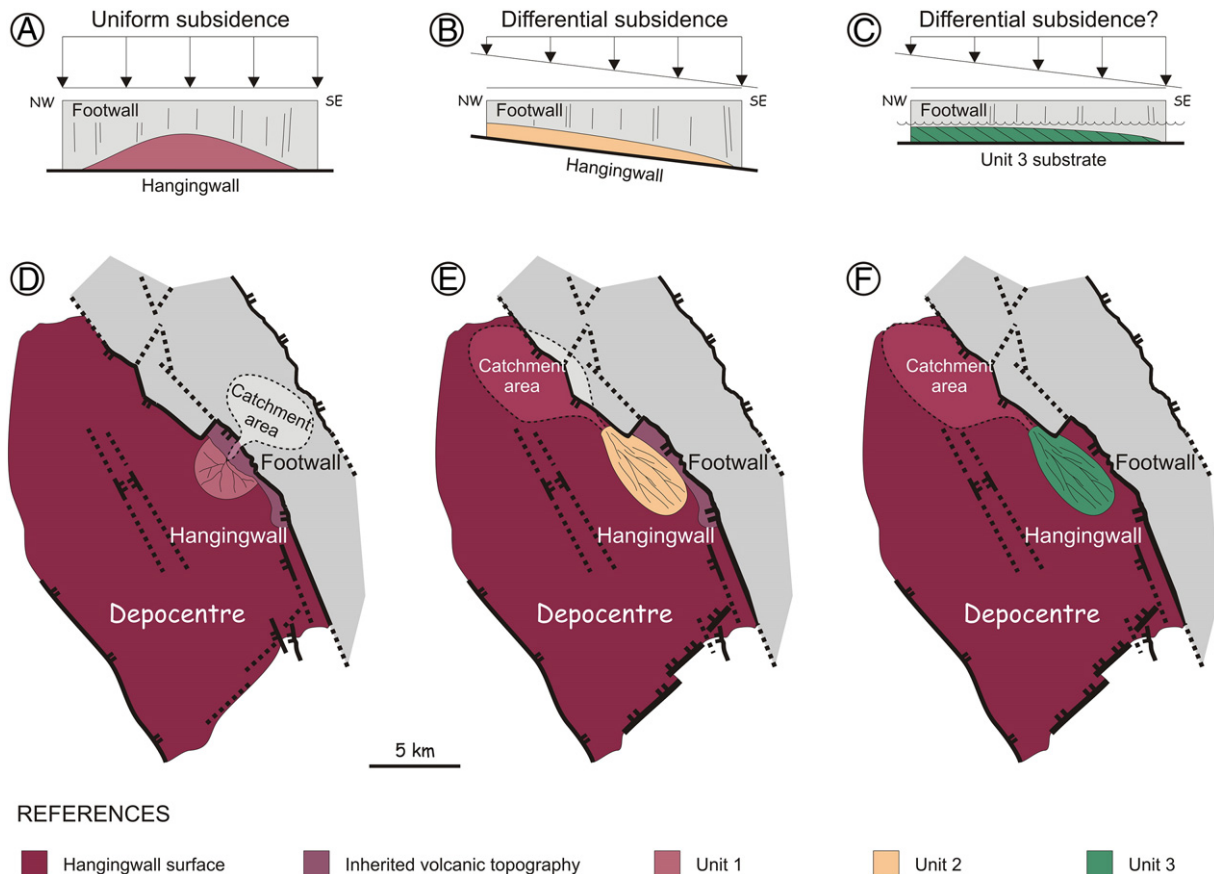 A
Uniform subsidence
NW
SE
Footwall
Hangingwall
B
Differential subsidence
NW
SE
Footwall
Hangingwall
C
Differential subsidence?
NW
SE
Footwall
Unit 3 substrate
D
Catchment
area
Footwall
Hangingwall
Depocentre
E
Catchment
area
Footwall
Hangingwall
Depocentre
F
Catchment
area
Footwall
Hangingwall
Depocentre
5 km
REFERENCES
Hangingwall surface
Inherited volcanic topography
Unit 1
Unit 2
Unit 3